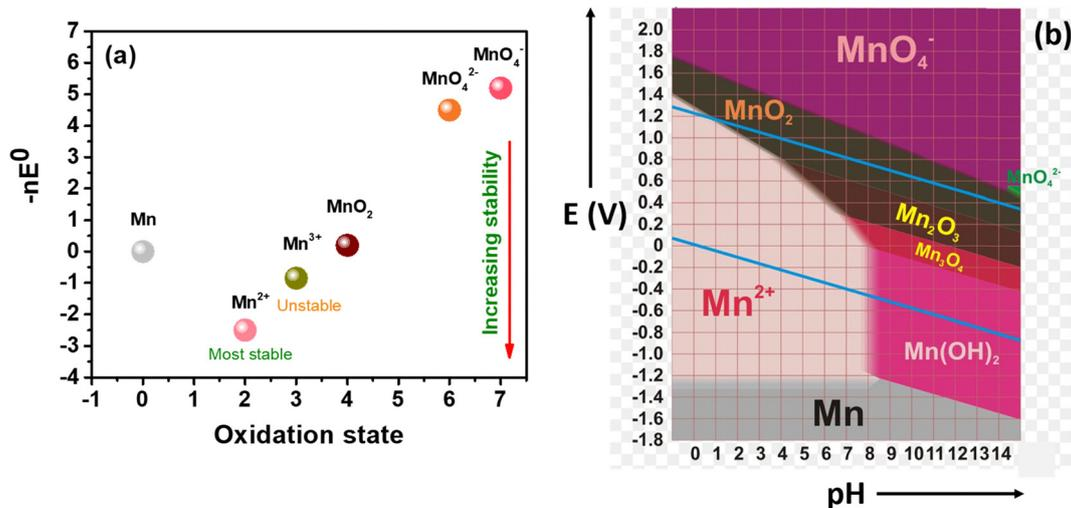 (a)
7
6
5
4
3
2
1
0
-1
-2
-3
-4
-nE⁰
-1 0 1 2 3 4 5 6 7
Oxidation state
Mn
Mn²⁺
Most stable
Mn³⁺
Unstable
MnO₂
MnO₄²⁻
MnO₄⁻
Increasing stability
(b)
2.0
1.8
1.6
1.4
1.2
1.0
0.8
0.6
0.4
0.2
0
-0.2
-0.4
-0.6
-0.8
-1.0
-1.2
-1.4
-1.6
-1.8
E (V)
0 1 2 3 4 5 6 7 8 9 10 11 12 13 14
pH
MnO₄⁻
MnO₂
MnO₄²⁻
Mn₂O₃
Mn₃O₄
Mn²⁺
Mn(OH)₂
Mn